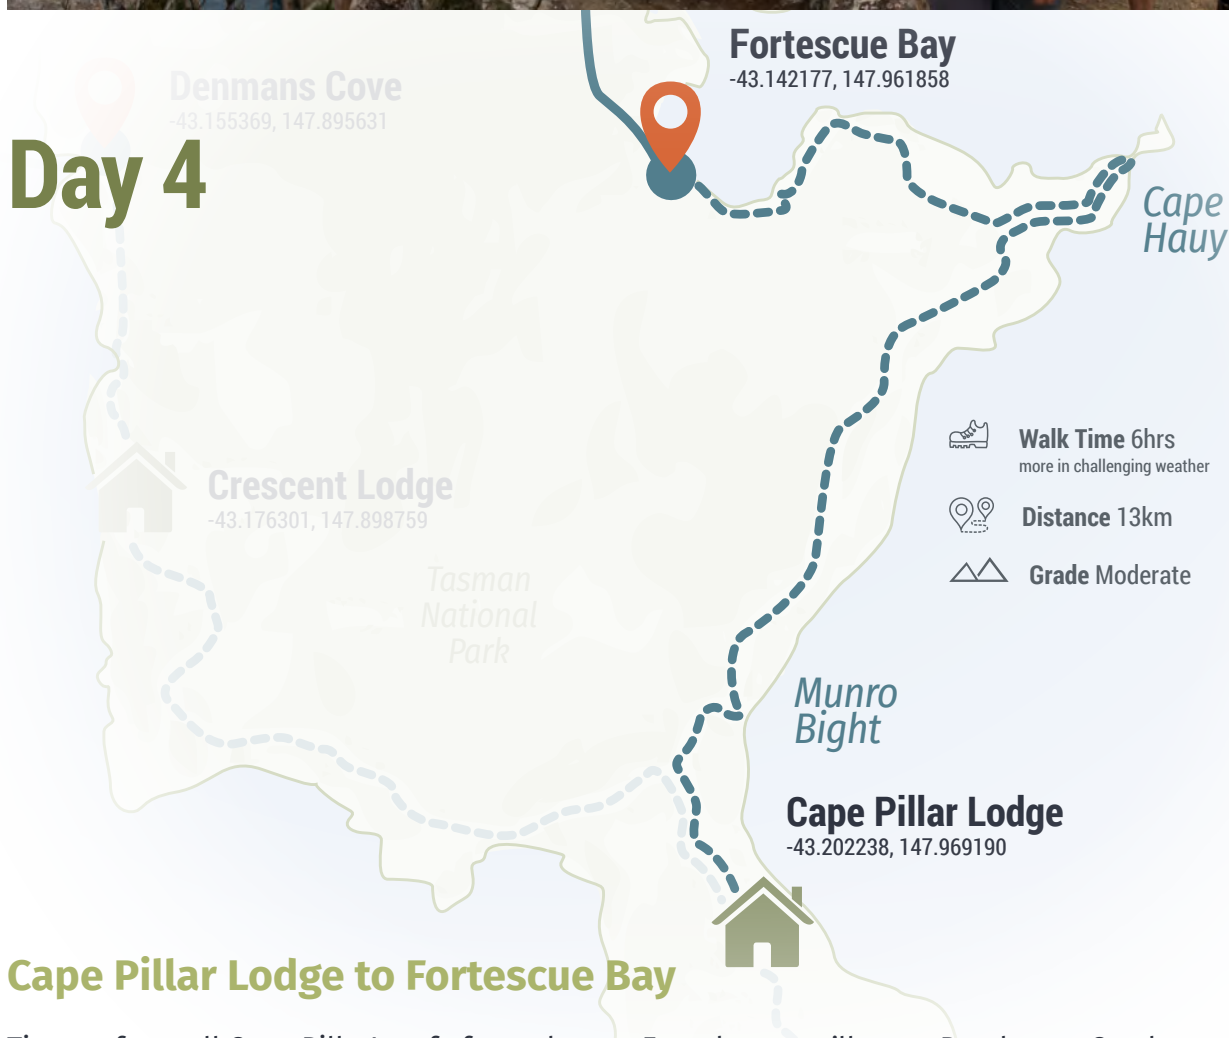 Fortescue Bay
-43.142177, 147.961858
Denmans Cove
-43.155369, 147.895631
Day 4
Cape
Hauy
Walk Time 6hrs
more in challenging weather
Distance 13km
Grade Moderate
Crescent Lodge
-43.176301, 147.898759
Tasman
National
Park
Munro
Bight
Cape Pillar Lodge
-43.202238, 147.969190
Cape Pillar Lodge to Fortescue Bay